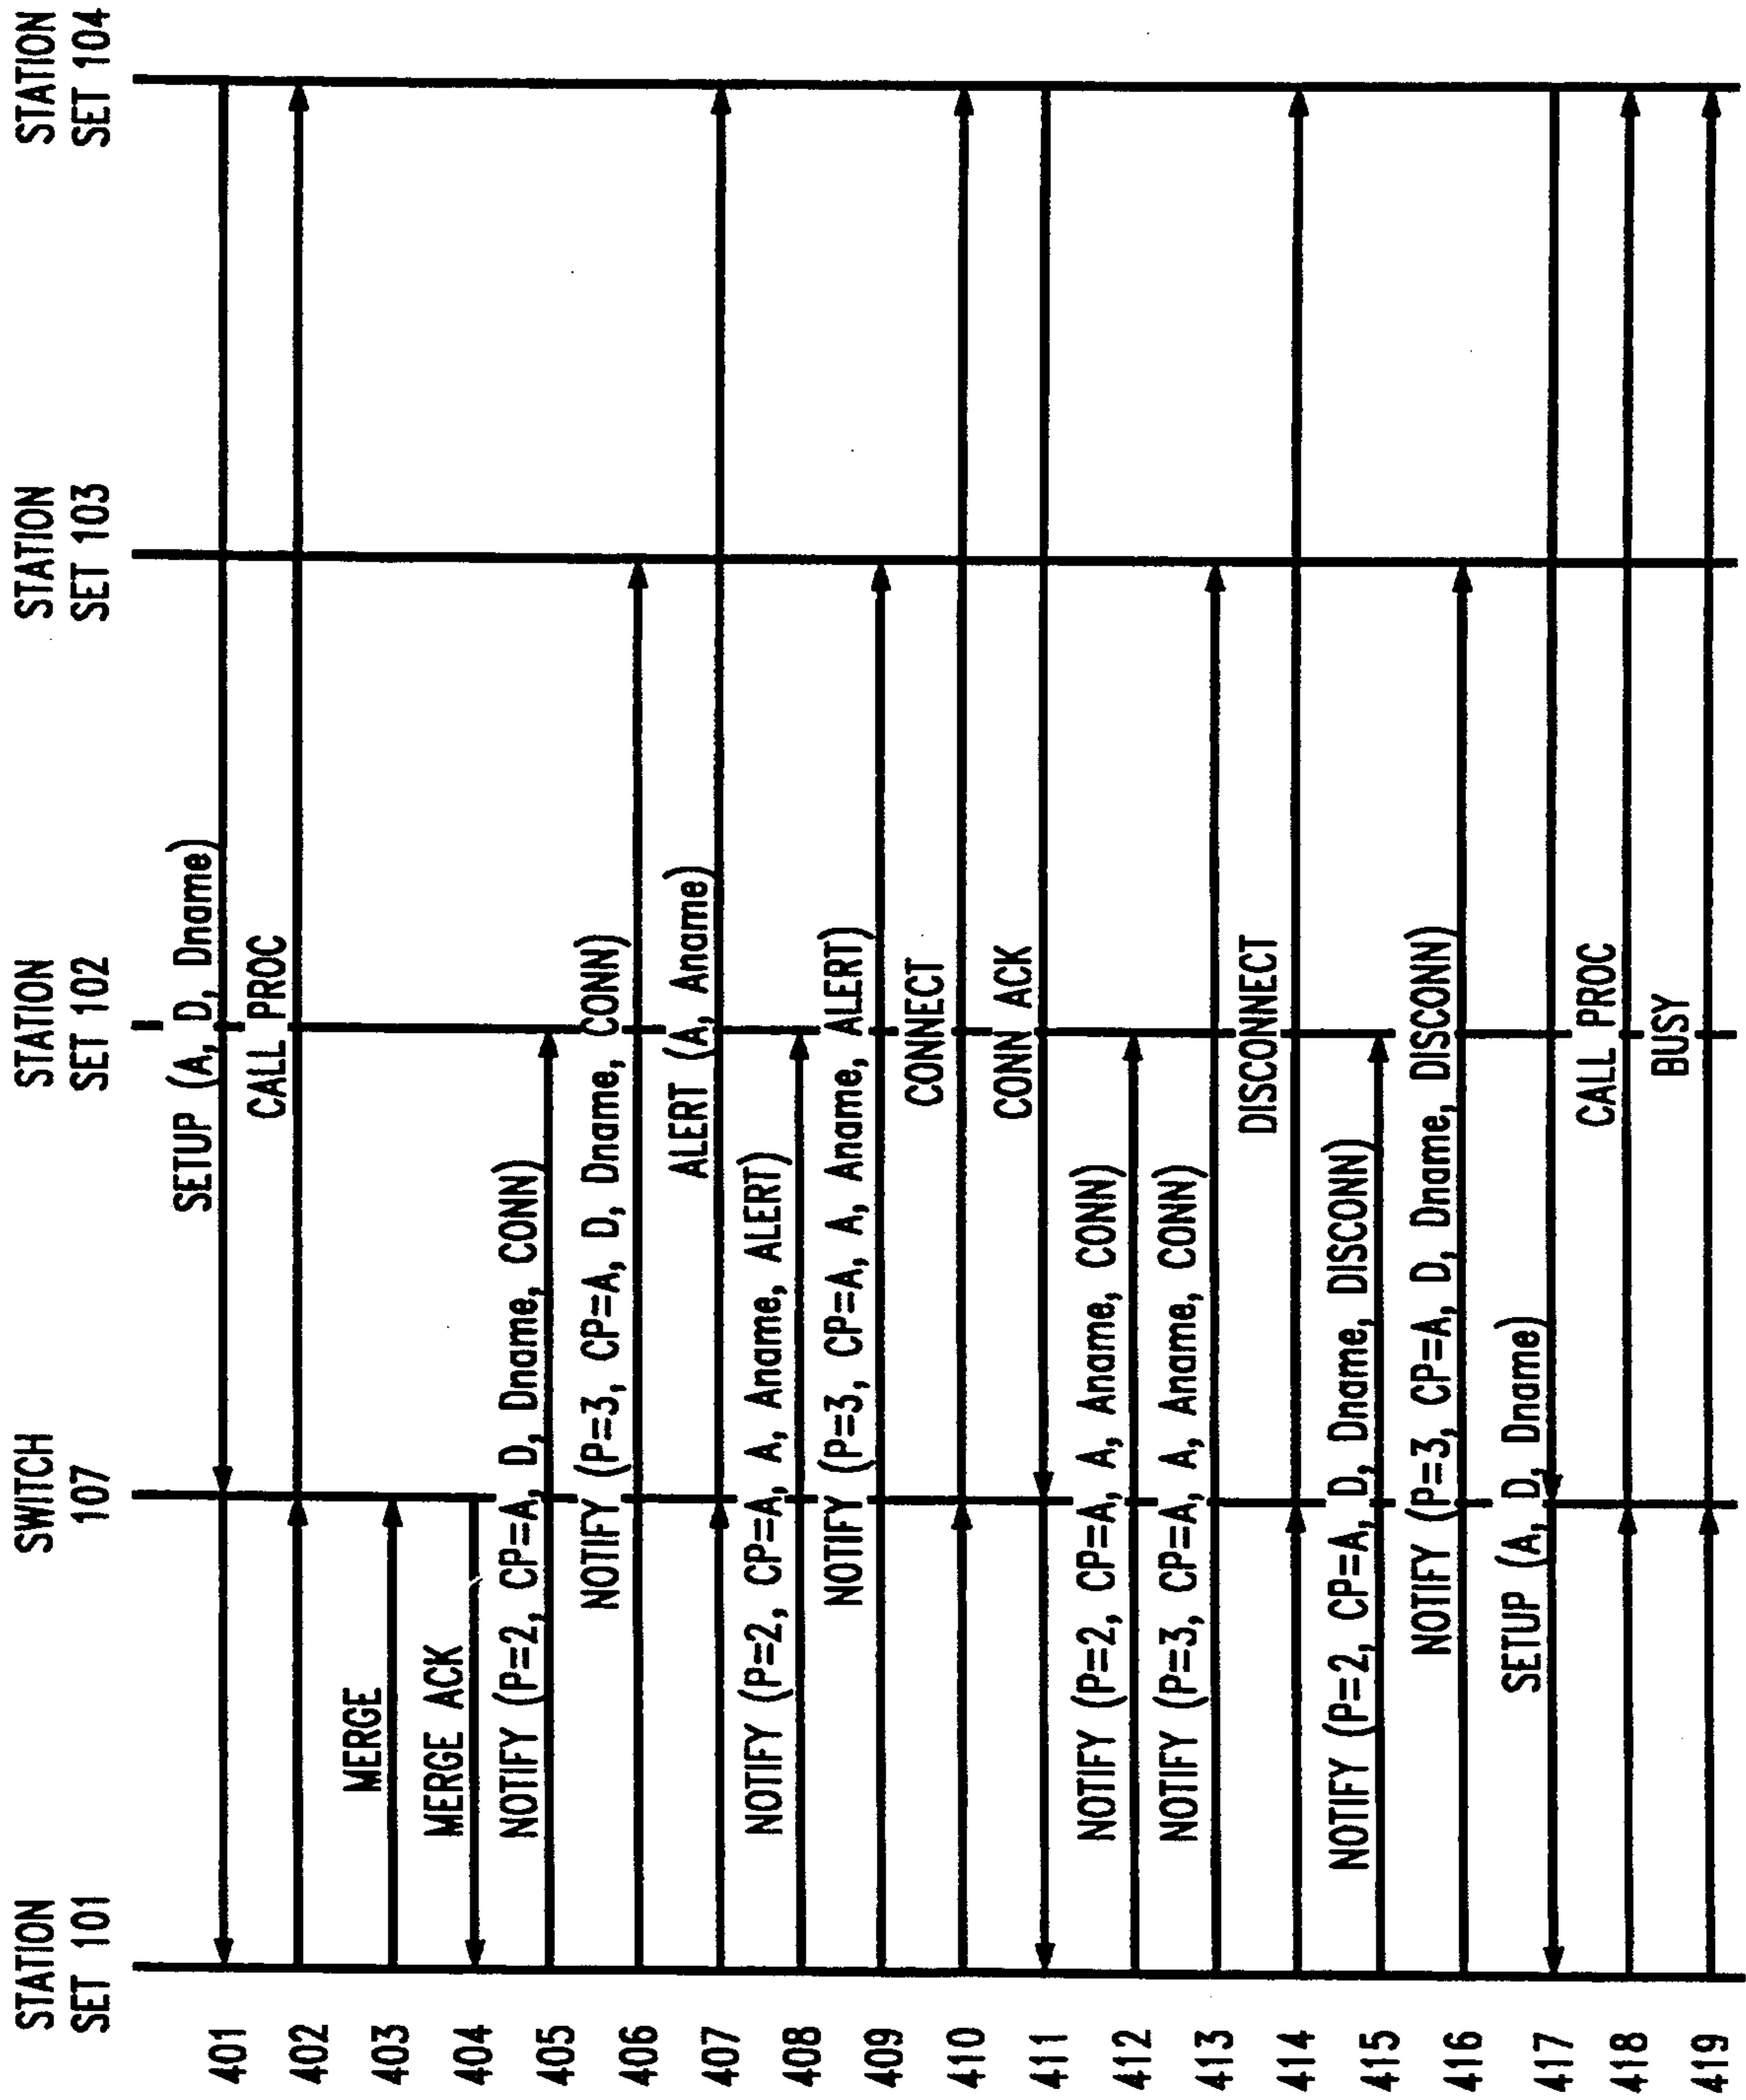 STATION SET 101
SWITCH 107
STATION SET 102
STATION SET 103
STATION SET 104
401 SETUP (A, D, Dname)
402 CALL PROC
403 MERGE
404 MERGE ACK
405 NOTIFY (P=2, CP=A, D, Dname, CONN)
406 NOTIFY (P=3, CP=A, D, Dname, CONN)
407 ALERT (A, Aname)
408 NOTIFY (P=2, CP=A, A, Aname, ALERT)
409 NOTIFY (P=3, CP=A, A, Aname, ALERT)
410 CONNECT
411 CONN ACK
412 NOTIFY (P=2, CP=A, A, Aname, CONN)
413 NOTIFY (P=3, CP=A, A, Aname, CONN)
414 DISCONNECT
415 NOTIFY (P=2, CP=A, D, Dname, DISCONN)
416 NOTIFY (P=3, CP=A, D, Dname, DISCONN)
417 SETUP (A, D, Dname)
418 CALL PROC
419 BUSY